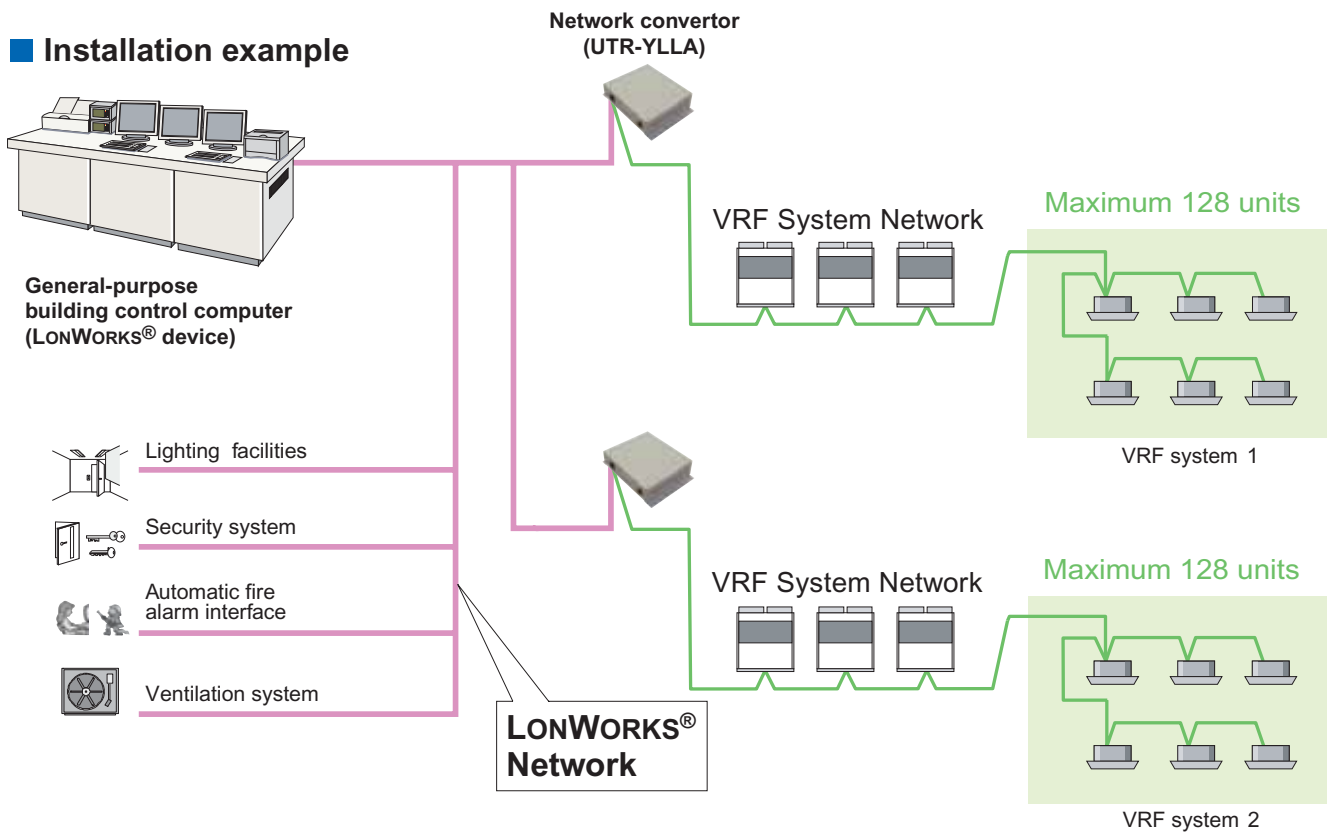 Installation example
Network convertor
(UTR-YLLA)
General-purpose
building control computer
(LONWORKS® device)
VRF System Network
Maximum 128 units
VRF system 1
Lighting facilities
Security system
Automatic fire
alarm interface
Ventilation system
LONWORKS®
Network
VRF System Network
Maximum 128 units
VRF system 2